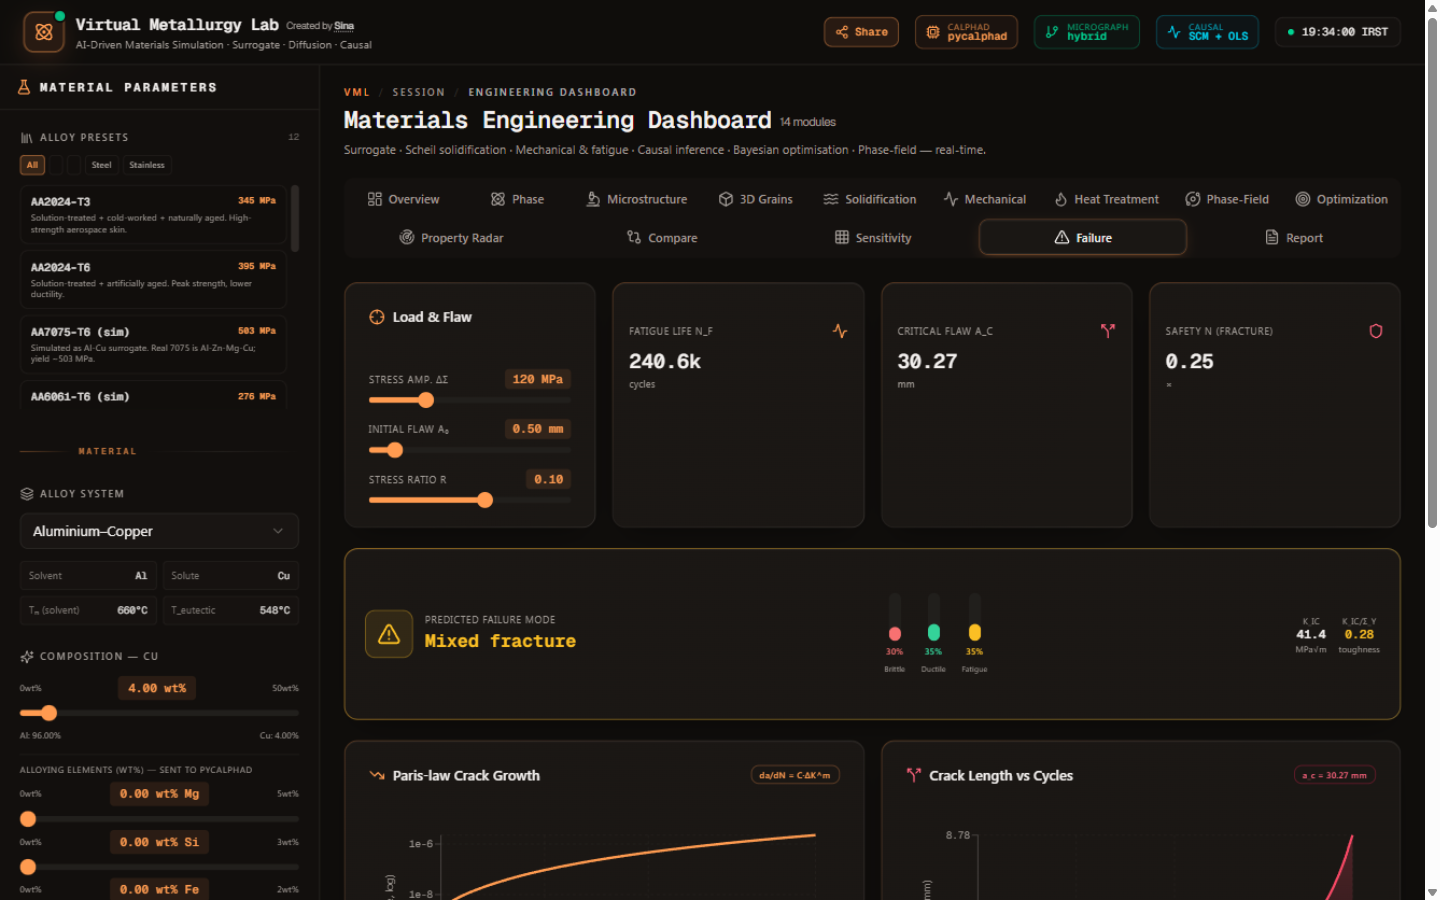 Virtual Metallurgy Lab Created by Sina
AI-Driven Materials Simulation · Surrogate · Diffusion · Causal
Share
CALPHAD
pycalphad
MICROGRAPH
hybrid
CAUSAL
SCM + OLS
19:34:00 IRST
MATERIAL PARAMETERS
ALLOY PRESETS 12
All Steel Stainless
AA2024-T3 345 MPa
Solution-treated + cold-worked + naturally aged. High-
strength aerospace skin.
AA2024-T6 395 MPa
Solution-treated + artificially aged. Peak strength, lower
ductility.
AA7075-T6 (sim) 503 MPa
Simulated as Al-Cu surrogate. Real 7075 is Al-Zn-Mg-Cu;
yield ~503 MPa.
AA6061-T6 (sim) 276 MPa
MATERIAL
ALLOY SYSTEM
Aluminium–Copper
Solvent Al
Solute Cu
Tₘ (solvent) 660°C
T_eutectic 548°C
COMPOSITION — CU
0wt% 4.00 wt% 50wt%
Al: 96.00% Cu: 4.00%
ALLOYING ELEMENTS (WT%) — SENT TO PYCALPHAD
0wt% 0.00 wt% Mg 5wt%
0wt% 0.00 wt% Si 3wt%
0wt% 0.00 wt% Fe 2wt%
VML / SESSION / ENGINEERING DASHBOARD
Materials Engineering Dashboard 14 modules
Surrogate · Scheil solidification · Mechanical & fatigue · Causal inference · Bayesian optimisation · Phase-field — real-time.
Overview Phase Microstructure 3D Grains Solidification Mechanical Heat Treatment Phase-Field Optimization
Property Radar Compare Sensitivity Failure Report
Load & Flaw
STRESS AMP. ΔΣ 120 MPa
INITIAL FLAW A₀ 0.50 mm
STRESS RATIO R 0.10
FATIGUE LIFE N_F
240.6k
cycles
CRITICAL FLAW A_C
30.27
mm
SAFETY N (FRACTURE)
0.25
×
PREDICTED FAILURE MODE
Mixed fracture
30% 35% 35%
Brittle Ductile Fatigue
K_IC K_IC/Σ_Y
41.4 0.28
MPa√m toughness
Paris-law Crack Growth da/dN = C·ΔK^m
1e-6
1e-8
, log)
Crack Length vs Cycles a_c = 30.27 mm
8.78
mm)